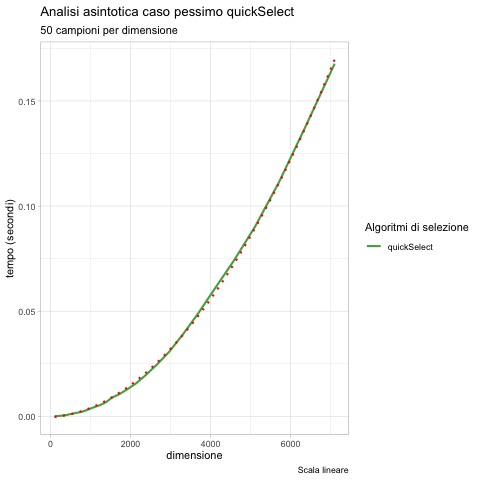 Analisi asintotica caso pessimo quickSelect
50 campioni per dimensione
0.15
0.10
0.05
0.00
tempo (secondi)
0 2000 4000 6000
dimensione
Algoritmi di selezione
quickSelect
Scala lineare